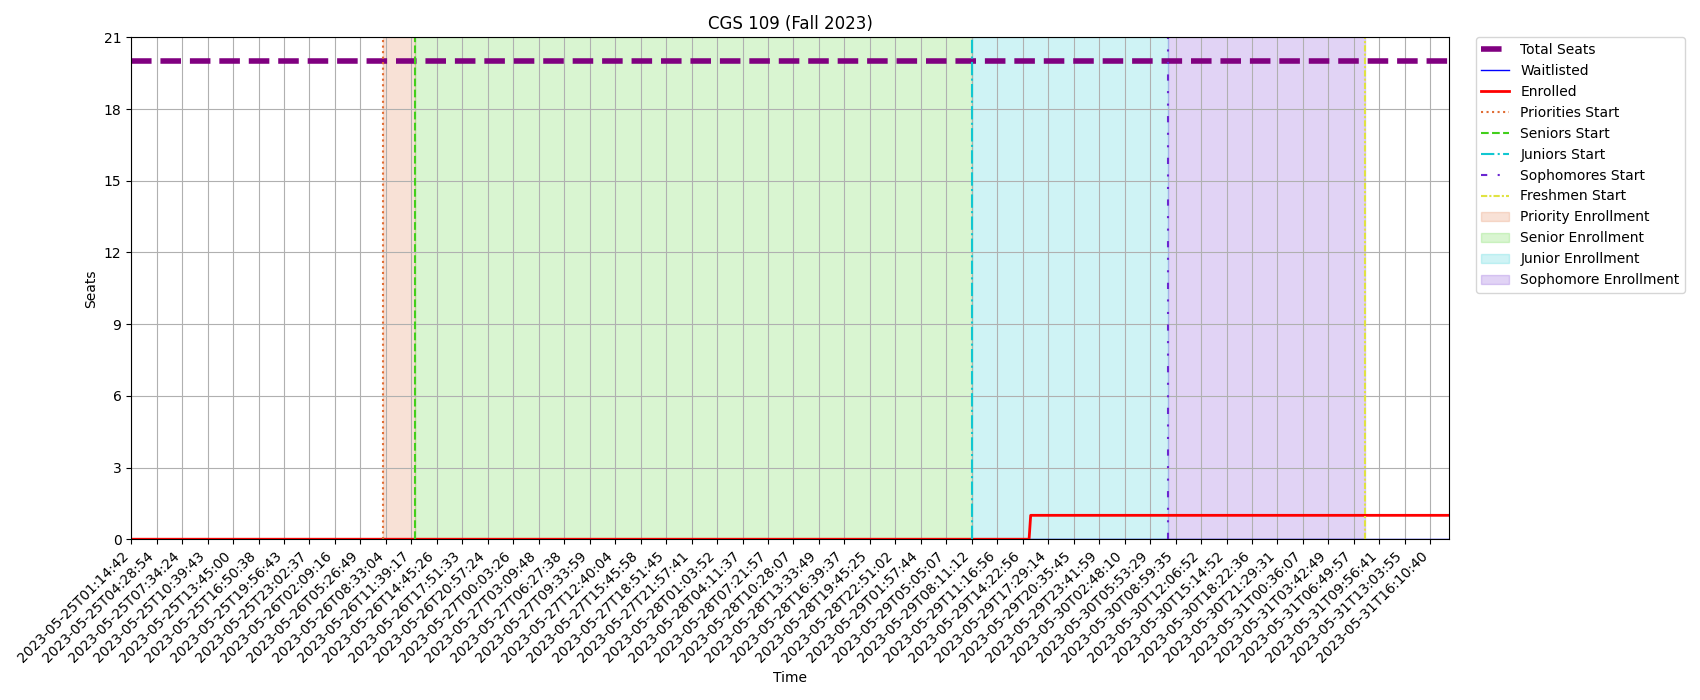 CGS 109 (Fall 2023)
21
18
15
12
9
6
3
0
Seats
2023-05-25T01:14:42
2023-05-25T04:28:54
2023-05-25T07:34:24
2023-05-25T10:39:43
2023-05-25T13:45:00
2023-05-25T16:50:38
2023-05-25T19:56:43
2023-05-25T23:02:37
2023-05-26T02:09:16
2023-05-26T05:26:49
2023-05-26T08:33:04
2023-05-26T11:39:17
2023-05-26T14:45:26
2023-05-26T17:51:33
2023-05-26T20:57:24
2023-05-27T00:03:26
2023-05-27T03:09:48
2023-05-27T06:27:38
2023-05-27T09:33:59
2023-05-27T12:40:04
2023-05-27T15:45:58
2023-05-27T18:51:45
2023-05-27T21:57:41
2023-05-28T01:03:52
2023-05-28T04:11:37
2023-05-28T07:21:57
2023-05-28T10:28:07
2023-05-28T13:33:49
2023-05-28T16:39:37
2023-05-28T19:45:25
2023-05-28T22:51:02
2023-05-29T01:57:44
2023-05-29T05:05:07
2023-05-29T08:11:12
2023-05-29T11:16:56
2023-05-29T14:22:56
2023-05-29T17:29:14
2023-05-29T20:35:45
2023-05-29T23:41:59
2023-05-30T02:48:10
2023-05-30T05:53:29
2023-05-30T08:59:35
2023-05-30T12:06:52
2023-05-30T15:14:52
2023-05-30T18:22:36
2023-05-30T21:29:31
2023-05-31T00:36:07
2023-05-31T03:42:49
2023-05-31T06:49:57
2023-05-31T09:56:41
2023-05-31T13:03:55
2023-05-31T16:10:40
Time
Total Seats
Waitlisted
Enrolled
Priorities Start
Seniors Start
Juniors Start
Sophomores Start
Freshmen Start
Priority Enrollment
Senior Enrollment
Junior Enrollment
Sophomore Enrollment